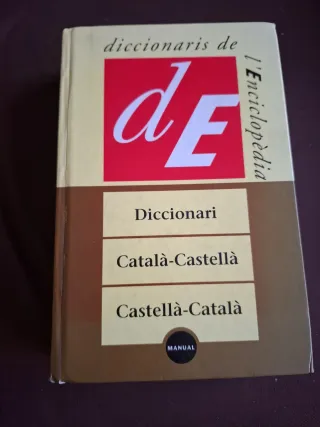 diccionaris de
l'Enciclopèdia
dE
Diccionari
Català-Castellà
Castellà-Català
MANUAL